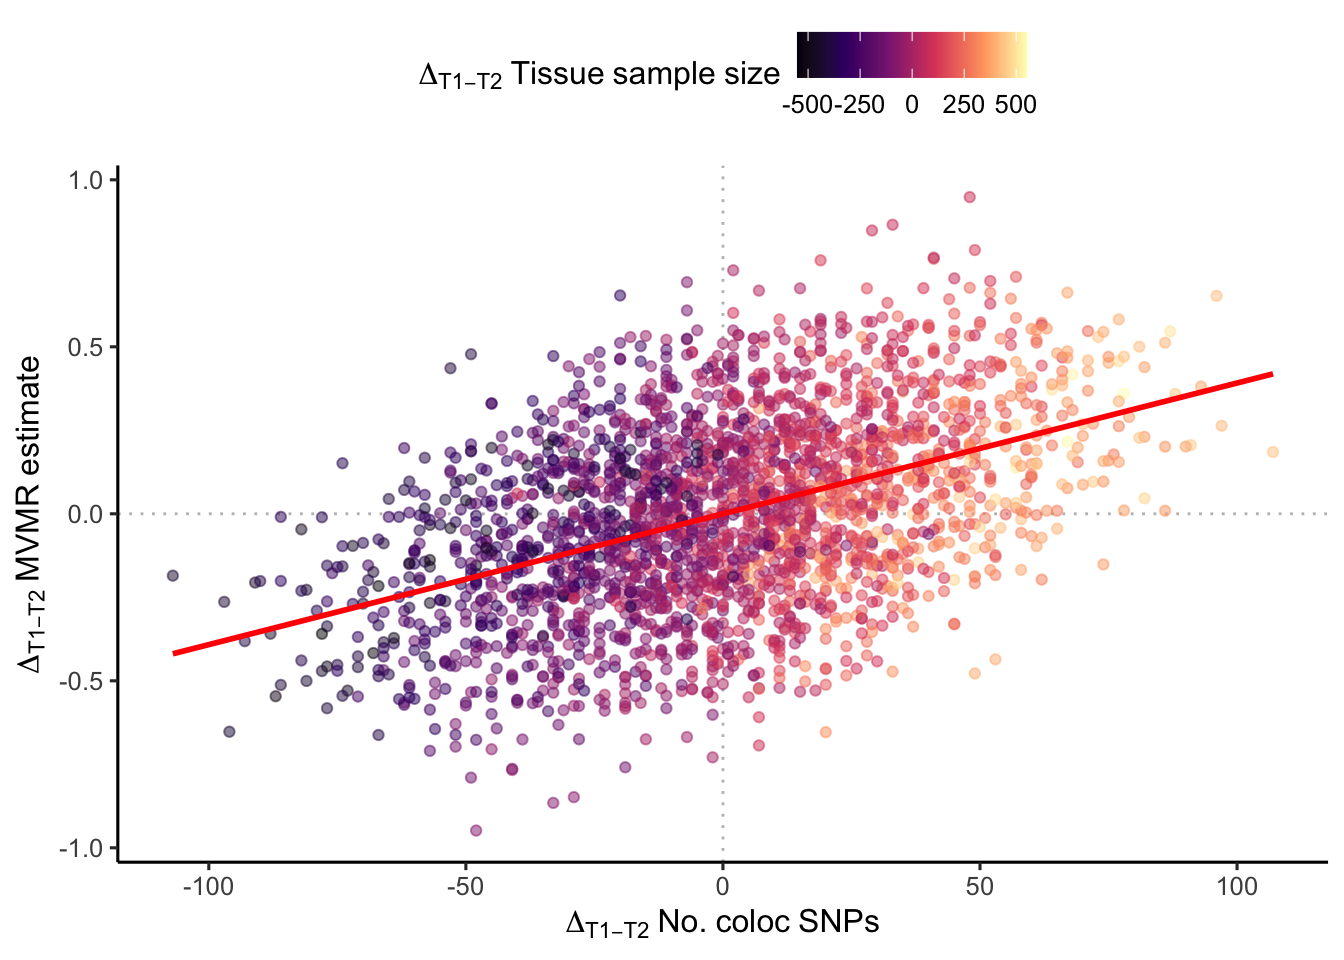 ΔT1−T2 Tissue sample size
-500 -250 0 250 500
ΔT1−T2 MVMR estimate
1.0
0.5
0.0
-0.5
-1.0
-100 -50 0 50 100
ΔT1−T2 No. coloc SNPs